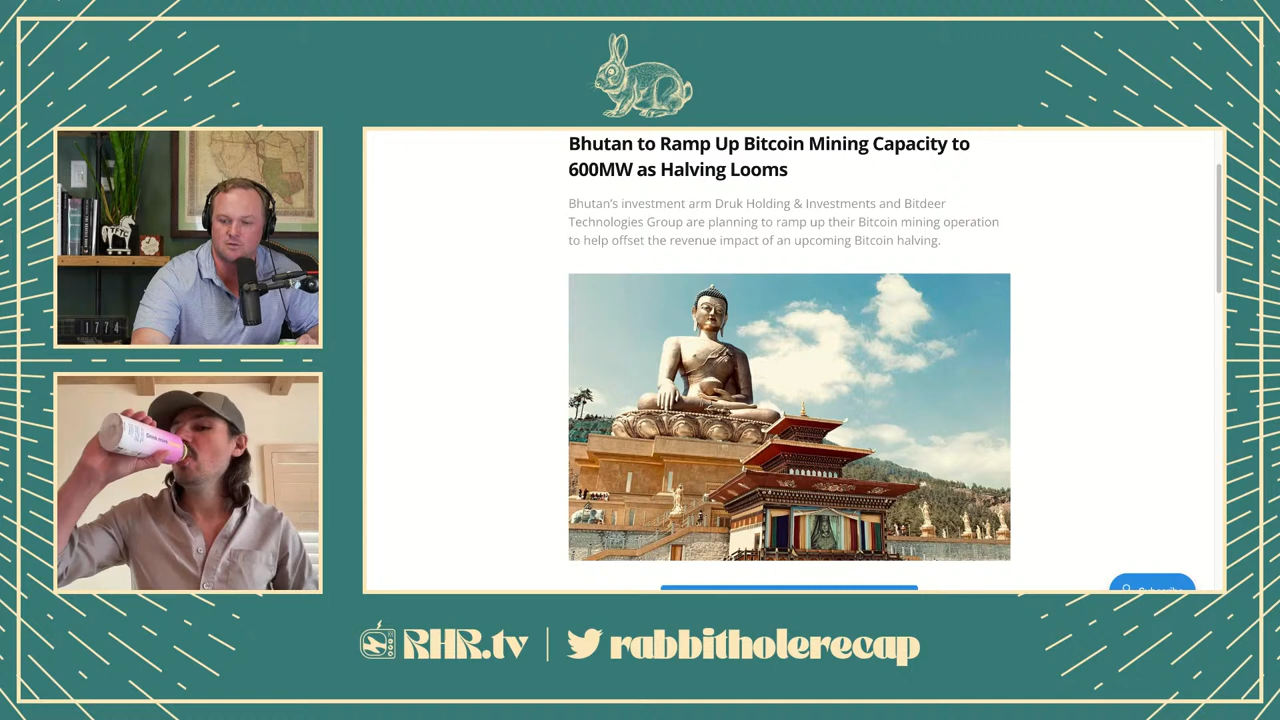 Bhutan to Ramp Up Bitcoin Mining Capacity to
600MW as Halving Looms
Bhutan's investment arm Druk Holding & Investments and Bitdeer
Technologies Group are planning to ramp up their Bitcoin mining operation
to help offset the revenue impact of an upcoming Bitcoin halving.
1774
RHR.tv | rabbitholerecap